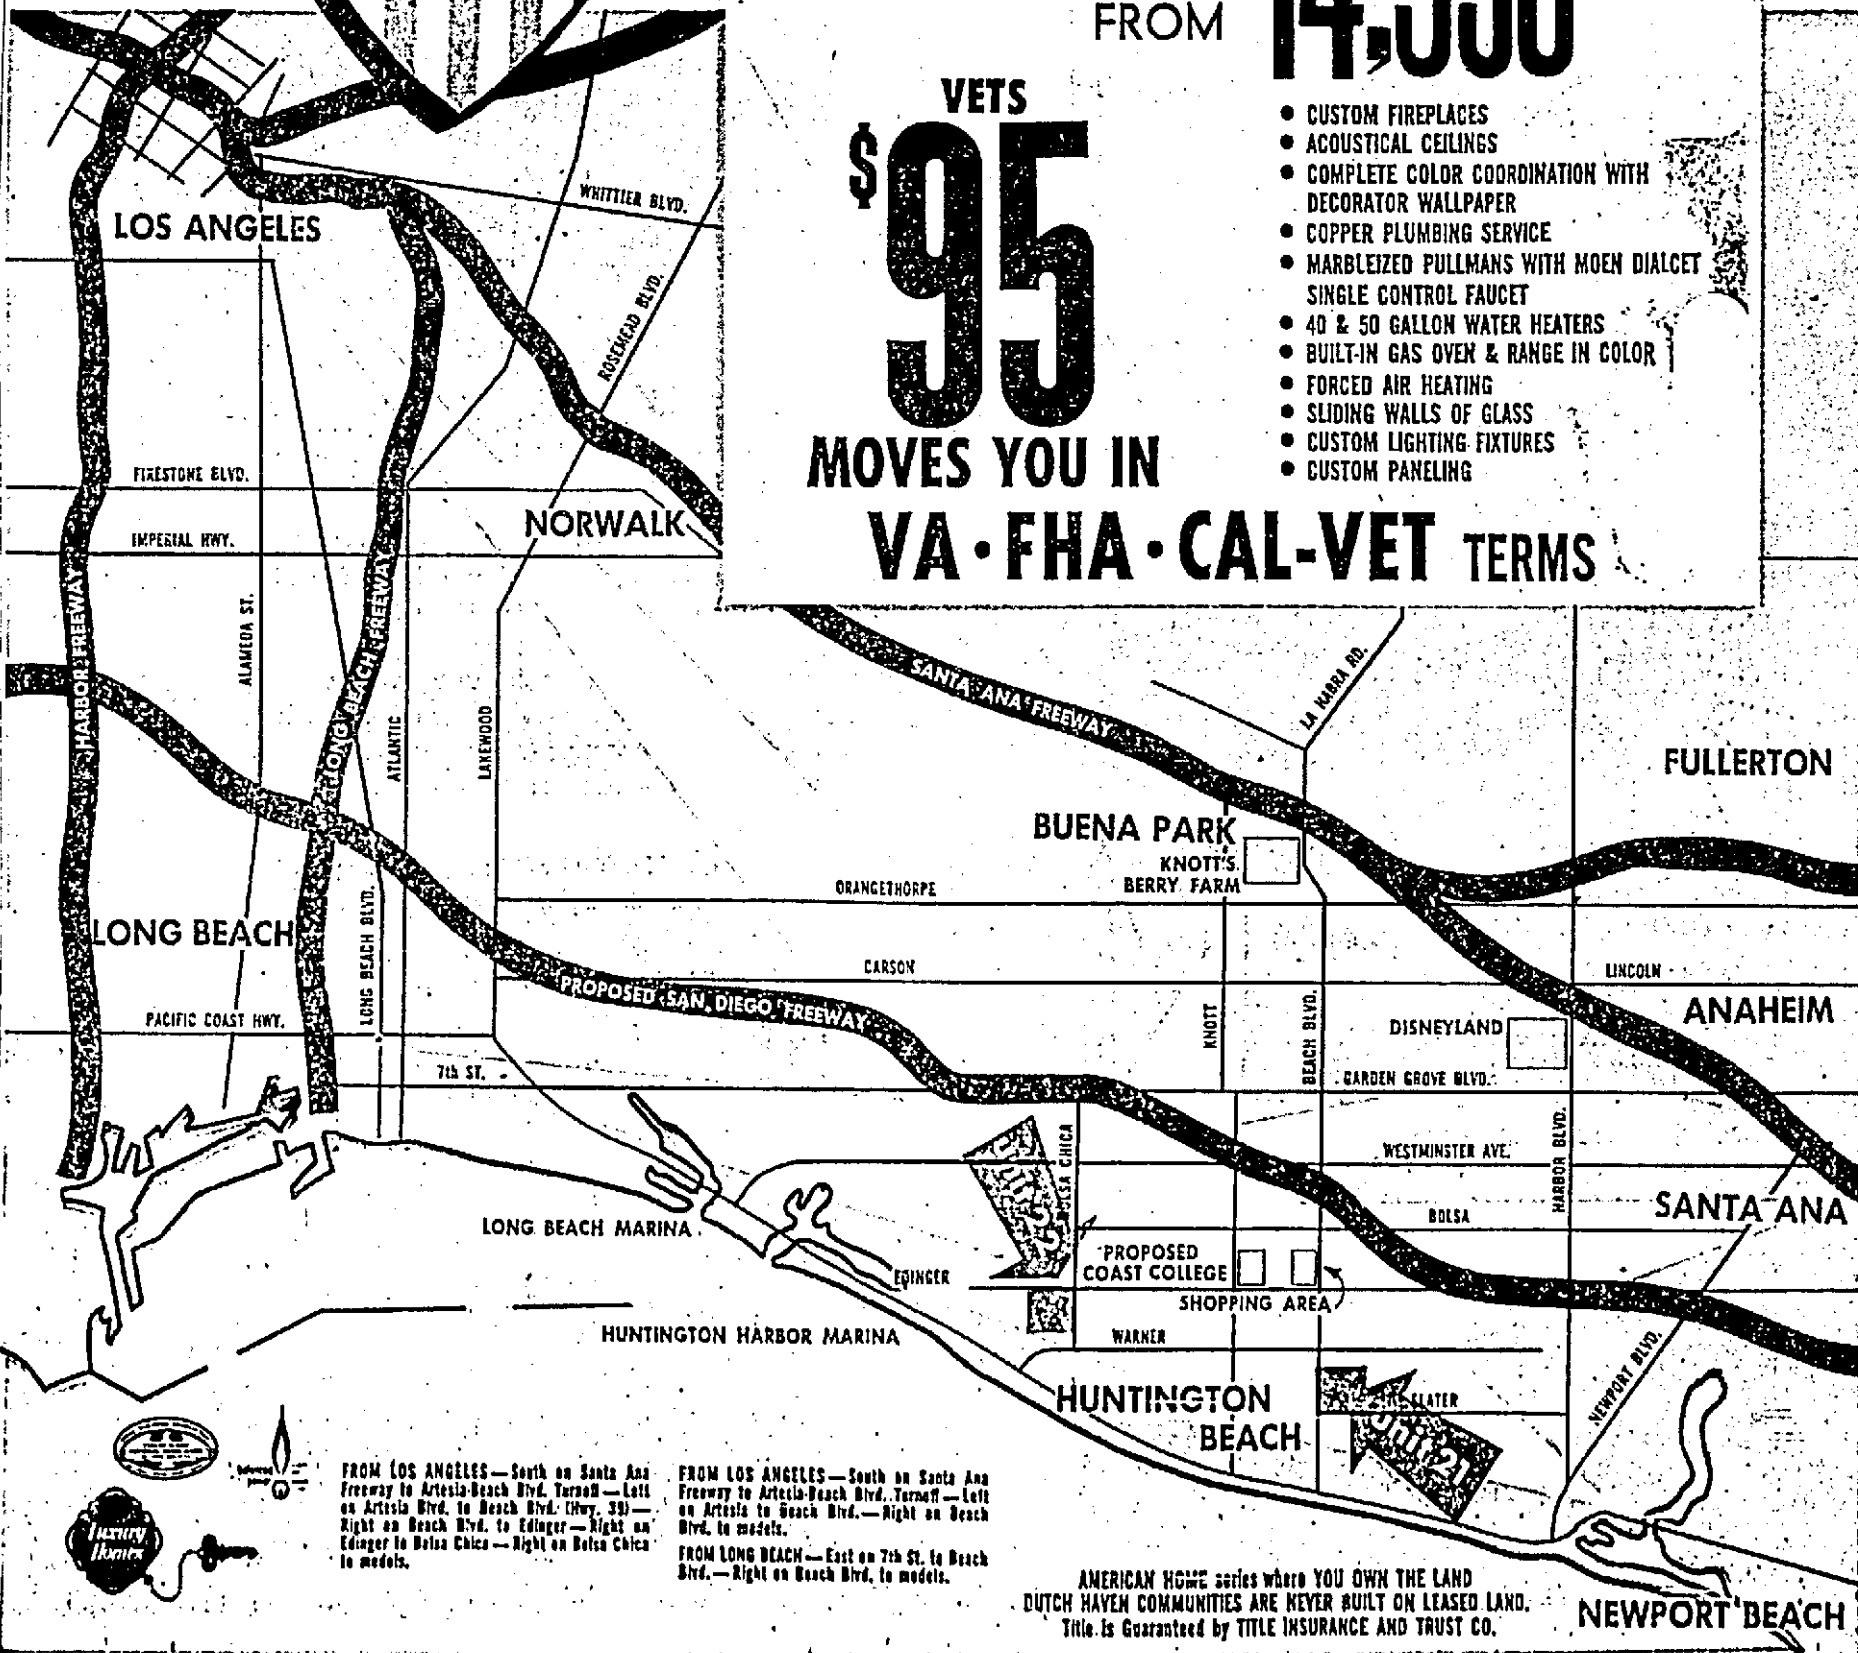 FROM
VETS
$95
MOVES YOU IN
VA · FHA · CAL-VET TERMS
• CUSTOM FIREPLACES
• ACOUSTICAL CEILINGS
• COMPLETE COLOR COORDINATION WITH
DECORATOR WALLPAPER
• COPPER PLUMBING SERVICE
• MARBLEIZED PULLMANS WITH MOEN DIALCET
SINGLE CONTROL FAUCET
• 40 & 50 GALLON WATER HEATERS
• BUILT-IN GAS OVEN & RANGE IN COLOR
• FORCED AIR HEATING
• SLIDING WALLS OF GLASS
• CUSTOM LIGHTING FIXTURES
• CUSTOM PANELING
WHITTIER BLVD.
LOS ANGELES
ROSEMEAD BLVD.
FIRESTONE BLVD.
NORWALK
IMPERIAL HWY.
HARBOR FREEWAY
ALAMEDA ST.
LONG BEACH FREEWAY
ATLANTIC
LAKEWOOD
SANTA ANA FREEWAY
LA HABRA RD.
FULLERTON
BUENA PARK
KNOTT'S
BERRY FARM
ORANGETHORPE
LONG BEACH
LONG BEACH BLVD.
CARSON
LINCOLN
PROPOSED SAN DIEGO FREEWAY
ANAHEIM
PACIFIC COAST HWY.
KNOTT
BEACH BLVD.
DISNEYLAND
7th ST.
GARDEN GROVE BLVD.
HARBOR BLVD.
BOLSA CHICA
WESTMINSTER AVE.
SANTA ANA
BOLSA
LONG BEACH MARINA
PROPOSED
COAST COLLEGE
EDINGER
SHOPPING AREA
HUNTINGTON HARBOR MARINA
WARNER
NEWPORT BLVD.
HUNTINGTON
BEACH
SLATER
Unit 21
Luxury
Homes
FROM LOS ANGELES — South on Santa Ana
Freeway to Artesia-Beach Blvd. Turnoff — Left
on Artesia Blvd. to Beach Blvd. (Hwy. 39) —
Right on Beach Blvd. to Edinger — Right on
Edinger to Bolsa Chica — Right on Bolsa Chica
to models.
FROM LOS ANGELES — South on Santa Ana
Freeway to Artesia-Beach Blvd. Turnoff — Left
on Artesia to Beach Blvd. — Right on Beach
Blvd. to models.
FROM LONG BEACH — East on 7th St. to Beach
Blvd. — Right on Beach Blvd. to models.
AMERICAN HOME series where YOU OWN THE LAND
DUTCH HAVEN COMMUNITIES ARE NEVER BUILT ON LEASED LAND.
Title is Guaranteed by TITLE INSURANCE AND TRUST CO.
NEWPORT BEACH